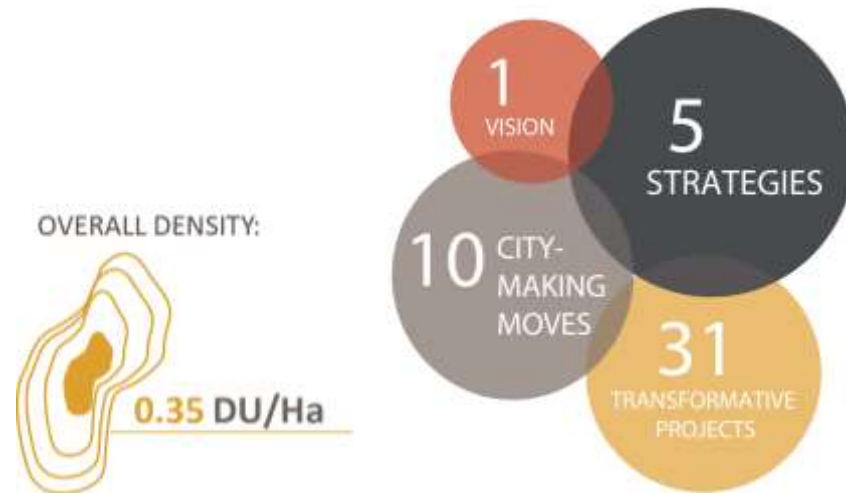 1
VISION
5
STRATEGIES
10 CITY-
MAKING
MOVES
31
TRANSFORMATIVE
PROJECTS
OVERALL DENSITY:
0.35 DU/Ha